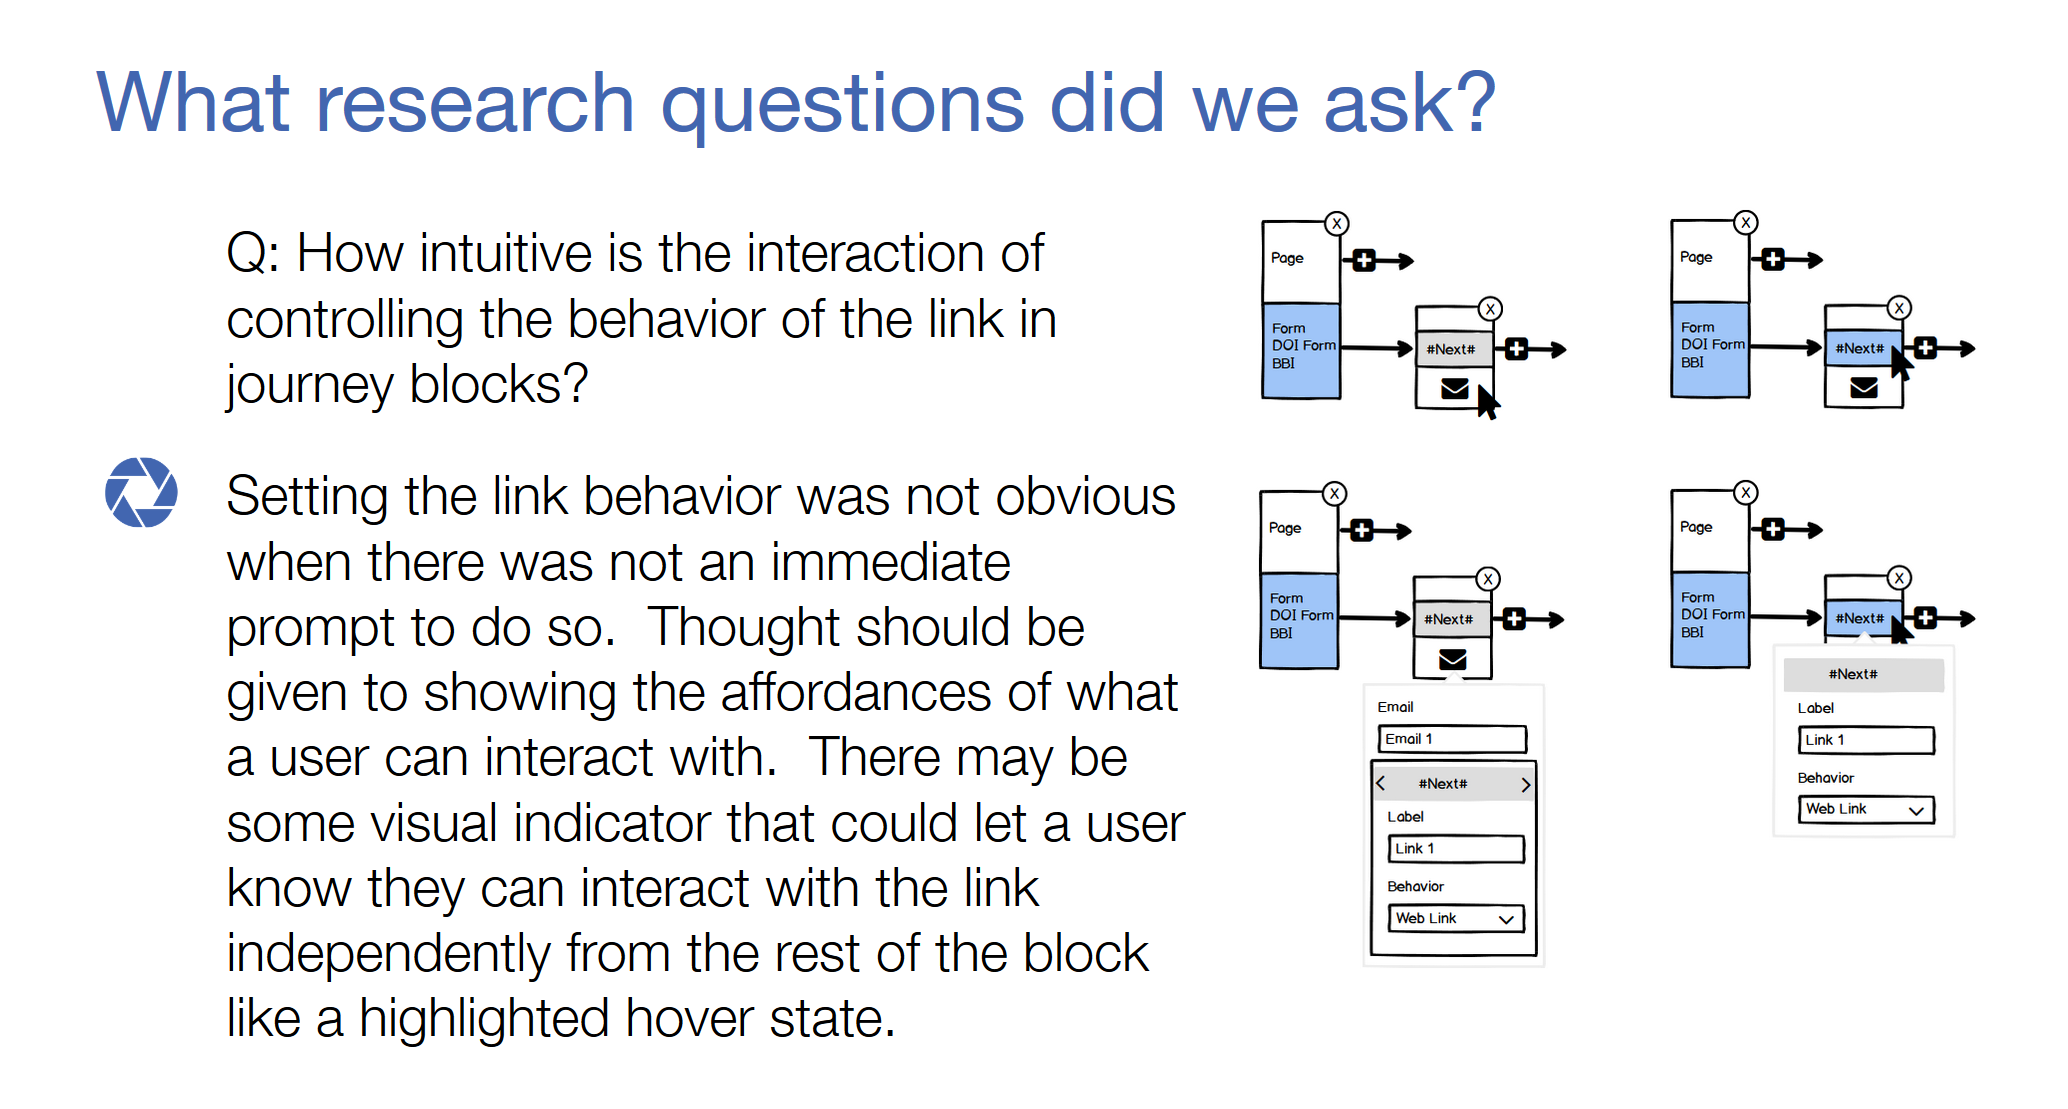 What research questions did we ask?
Q: How intuitive is the interaction of
controlling the behavior of the link in
journey blocks?
Setting the link behavior was not obvious
when there was not an immediate
prompt to do so.  Thought should be
given to showing the affordances of what
a user can interact with.  There may be
some visual indicator that could let a user
know they can interact with the link
independently from the rest of the block
like a highlighted hover state.
X
Page
Form
DOI Form
BBI
X
#Next#
X
Page
Form
DOI Form
BBI
X
#Next#
X
Page
Form
DOI Form
BBI
X
#Next#
Email
Email 1
#Next#
Label
Link 1
Behavior
Web Link
X
Page
Form
DOI Form
BBI
X
#Next#
#Next#
Label
Link 1
Behavior
Web Link